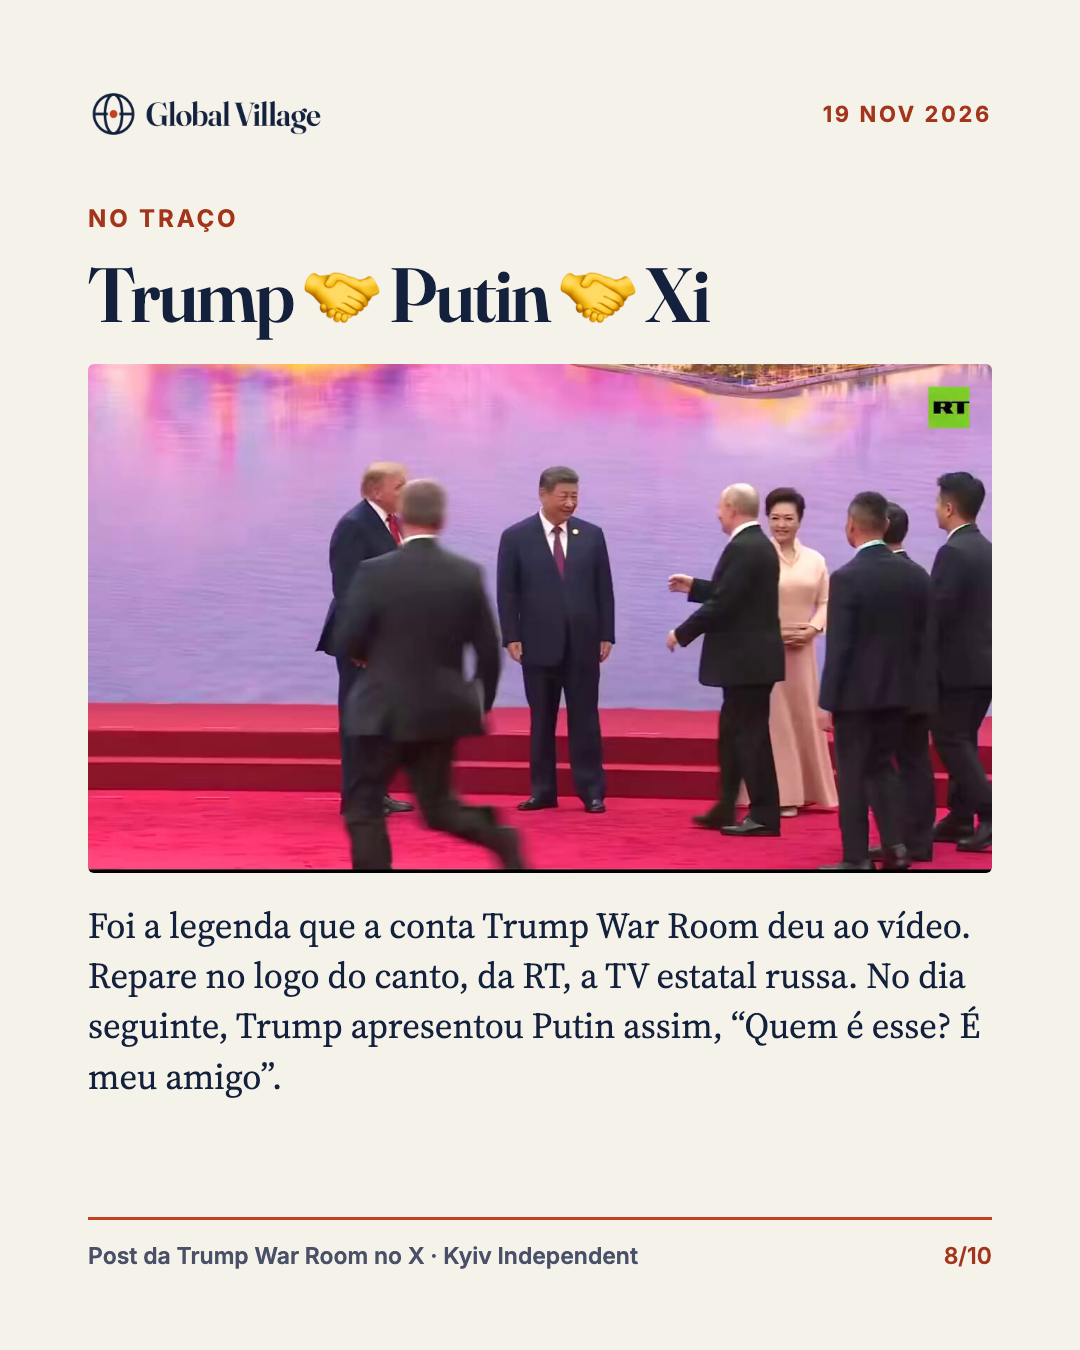 Global Village
19 NOV 2026
NO TRAÇO
Trump 🤝 Putin 🤝 Xi
RT
Foi a legenda que a conta Trump War Room deu ao vídeo.
Repare no logo do canto, da RT, a TV estatal russa. No dia
seguinte, Trump apresentou Putin assim, “Quem é esse? É
meu amigo”.
Post da Trump War Room no X · Kyiv Independent
8/10